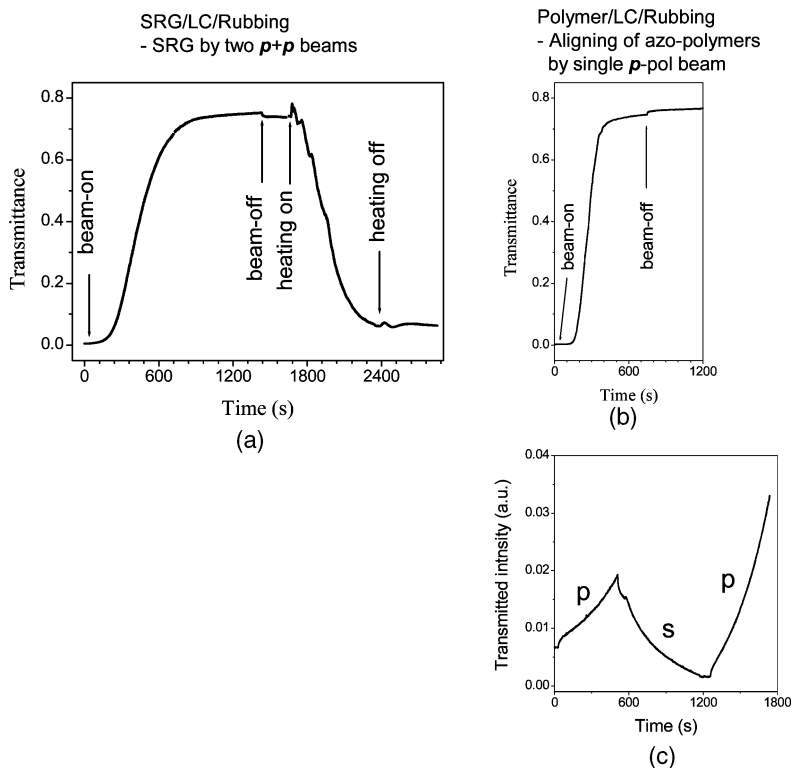 SRG/LC/Rubbing
- SRG by two p+p beams
Transmittance
0.8
0.6
0.4
0.2
0.0
beam-on
beam-off
heating on
heating off
0
600
1200
1800
2400
Time (s)
(a)
Polymer/LC/Rubbing
- Aligning of azo-polymers
by single p-pol beam
Transmittance
0.8
0.6
0.4
0.2
0.0
beam-on
beam-off
0
600
1200
Time (s)
(b)
Transmitted intnsity (a.u.)
0.04
0.03
0.02
0.01
0.00
p
s
p
0
600
1200
1800
Time (s)
(c)